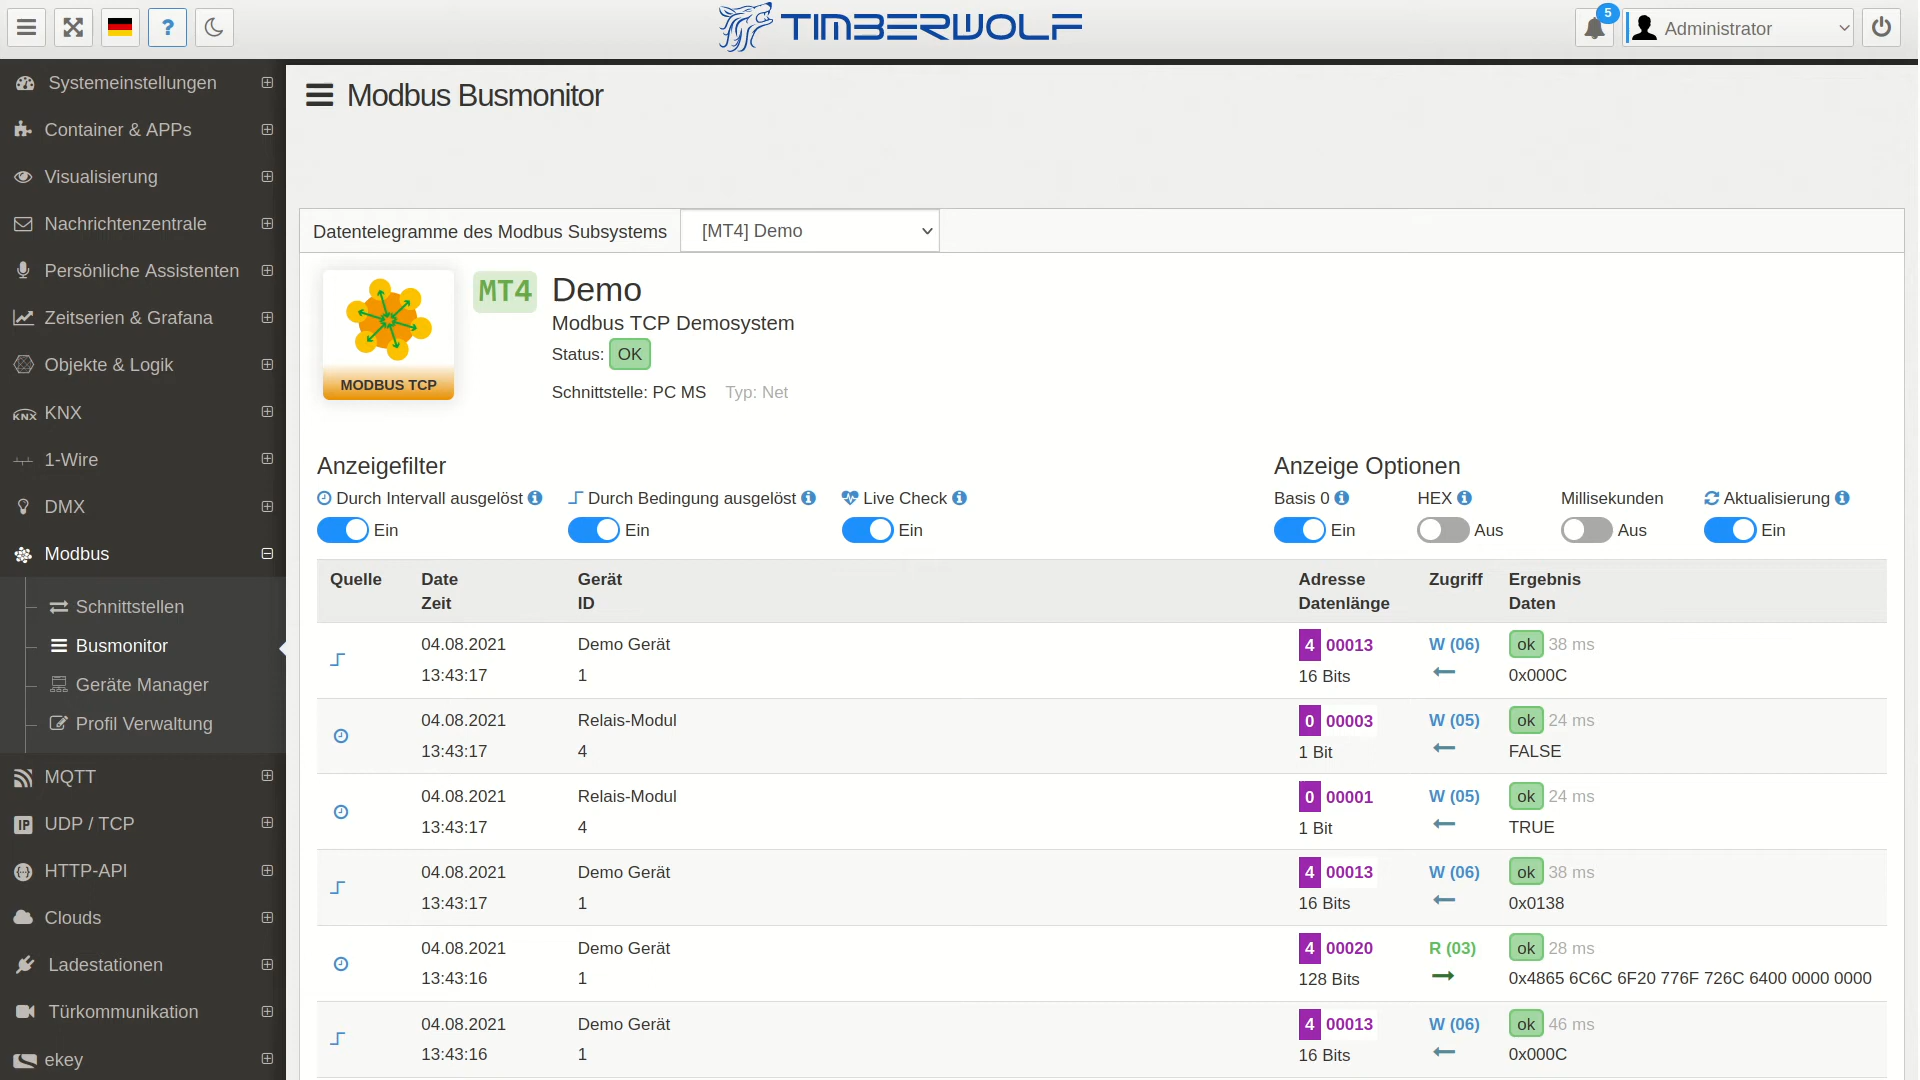 ?
TIMBERWOLF
5
Administrator
Systemeinstellungen
Container & APPs
Visualisierung
Nachrichtenzentrale
Persönliche Assistenten
Zeitserien & Grafana
Objekte & Logik
KNX KNX
1-Wire
DMX
Modbus
Schnittstellen
Busmonitor
Geräte Manager
Profil Verwaltung
MQTT
IP UDP / TCP
HTTP-API
Clouds
Ladestationen
Türkommunikation
ekey
Modbus Busmonitor
Datentelegramme des Modbus Subsystems [MT4] Demo
MODBUS TCP
MT4 Demo
Modbus TCP Demosystem
Status: OK
Schnittstelle: PC MS Typ: Net
Anzeigefilter
Durch Intervall ausgelöst Durch Bedingung ausgelöst Live Check
Ein Ein Ein
Anzeige Optionen
Basis 0 HEX Millisekunden Aktualisierung
Ein Aus Aus Ein
Quelle Date Gerät Adresse Zugriff Ergebnis
Zeit ID Datenlänge Daten
04.08.2021 Demo Gerät 4 00013 W (06) ok 38 ms
13:43:17 1 16 Bits 0x000C
04.08.2021 Relais-Modul 0 00003 W (05) ok 24 ms
13:43:17 4 1 Bit FALSE
04.08.2021 Relais-Modul 0 00001 W (05) ok 24 ms
13:43:17 4 1 Bit TRUE
04.08.2021 Demo Gerät 4 00013 W (06) ok 38 ms
13:43:17 1 16 Bits 0x0138
04.08.2021 Demo Gerät 4 00020 R (03) ok 28 ms
13:43:16 1 128 Bits 0x4865 6C6C 6F20 776F 726C 6400 0000 0000
04.08.2021 Demo Gerät 4 00013 W (06) ok 46 ms
13:43:16 1 16 Bits 0x000C